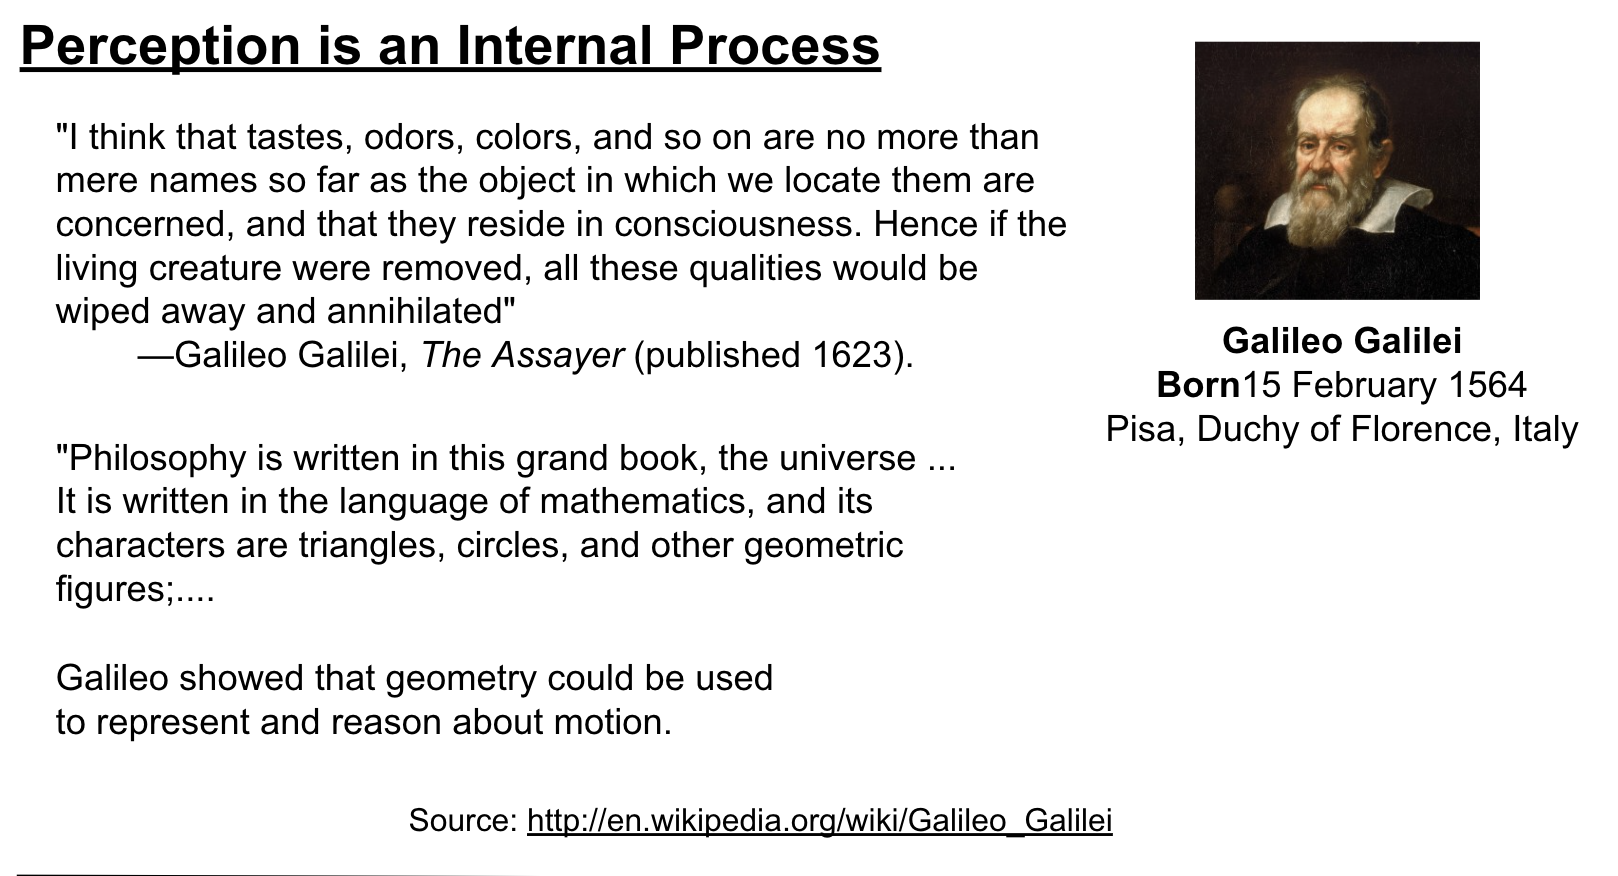 Perception is an Internal Process
"I think that tastes, odors, colors, and so on are no more than
mere names so far as the object in which we locate them are
concerned, and that they reside in consciousness. Hence if the
living creature were removed, all these qualities would be
wiped away and annihilated"
—Galileo Galilei, The Assayer (published 1623).
"Philosophy is written in this grand book, the universe ...
It is written in the language of mathematics, and its
characters are triangles, circles, and other geometric
figures;....
Galileo showed that geometry could be used
to represent and reason about motion.
Galileo Galilei
Born15 February 1564
Pisa, Duchy of Florence, Italy
Source: http://en.wikipedia.org/wiki/Galileo_Galilei